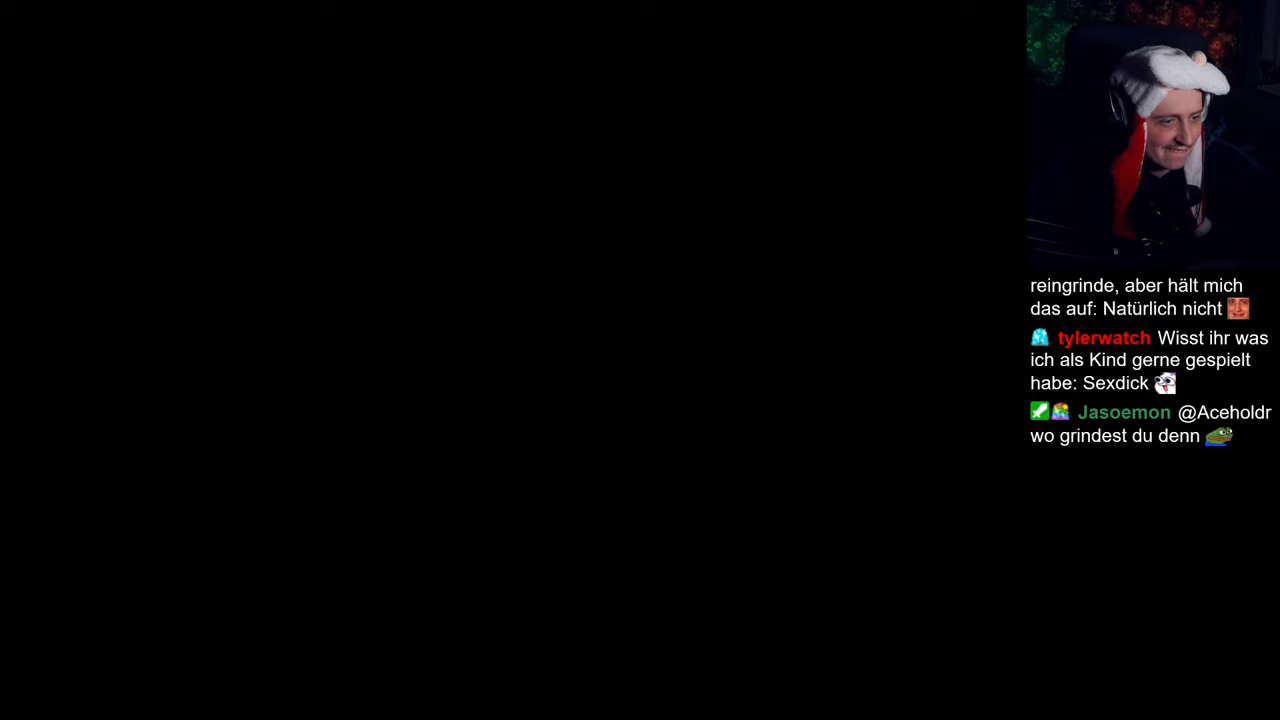 reingrinde, aber hält mich
das auf: Natürlich nicht
tylerwatch Wisst ihr was
ich als Kind gerne gespielt
habe: Sexdick
Jasoemon @Aceholdr
wo grindest du denn